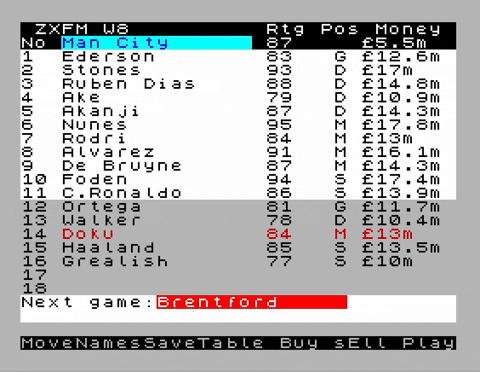 ZXFM W8 Rtg Pos Money
No Man City 87 £5.5m
1 Ederson 83 G £12.6m
2 Stones 93 D £17m
3 Ruben Dias 88 D £14.8m
4 Ake 79 D £10.9m
5 Akanji 87 D £14.3m
6 Nunes 95 M £17.8m
7 Rodri 84 M £13m
8 Alvarez 91 M £16.1m
9 De Bruyne 87 M £14.3m
10 Foden 94 S £17.4m
11 C.Ronaldo 86 S £13.9m
12 Ortega 81 G £11.7m
13 Walker 78 D £10.4m
14 Doku 84 M £13m
15 Haaland 85 S £13.5m
16 Grealish 77 S £10m
17
18
Next game:Brentford
MoveNamesSaveTable Buy sEll Play